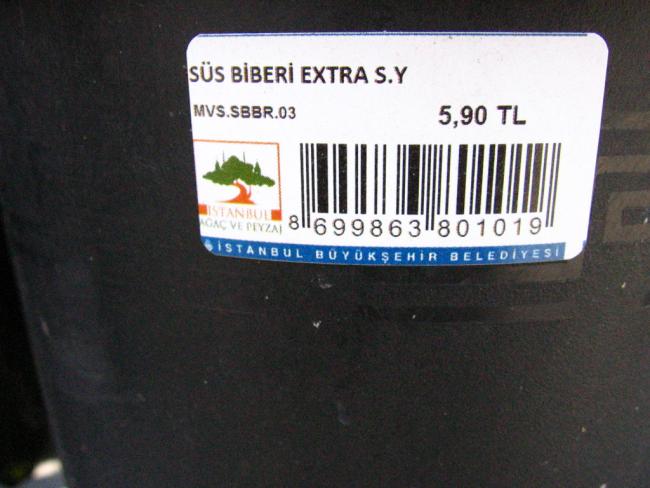 SÜS BİBERİ EXTRA S.Y
MVS.SBBR.03
5,90 TL
İSTANBUL
AĞAÇ VE PEYZAJ
8 699863 801019
İSTANBUL BÜYÜKŞEHİR BELEDİYESİ